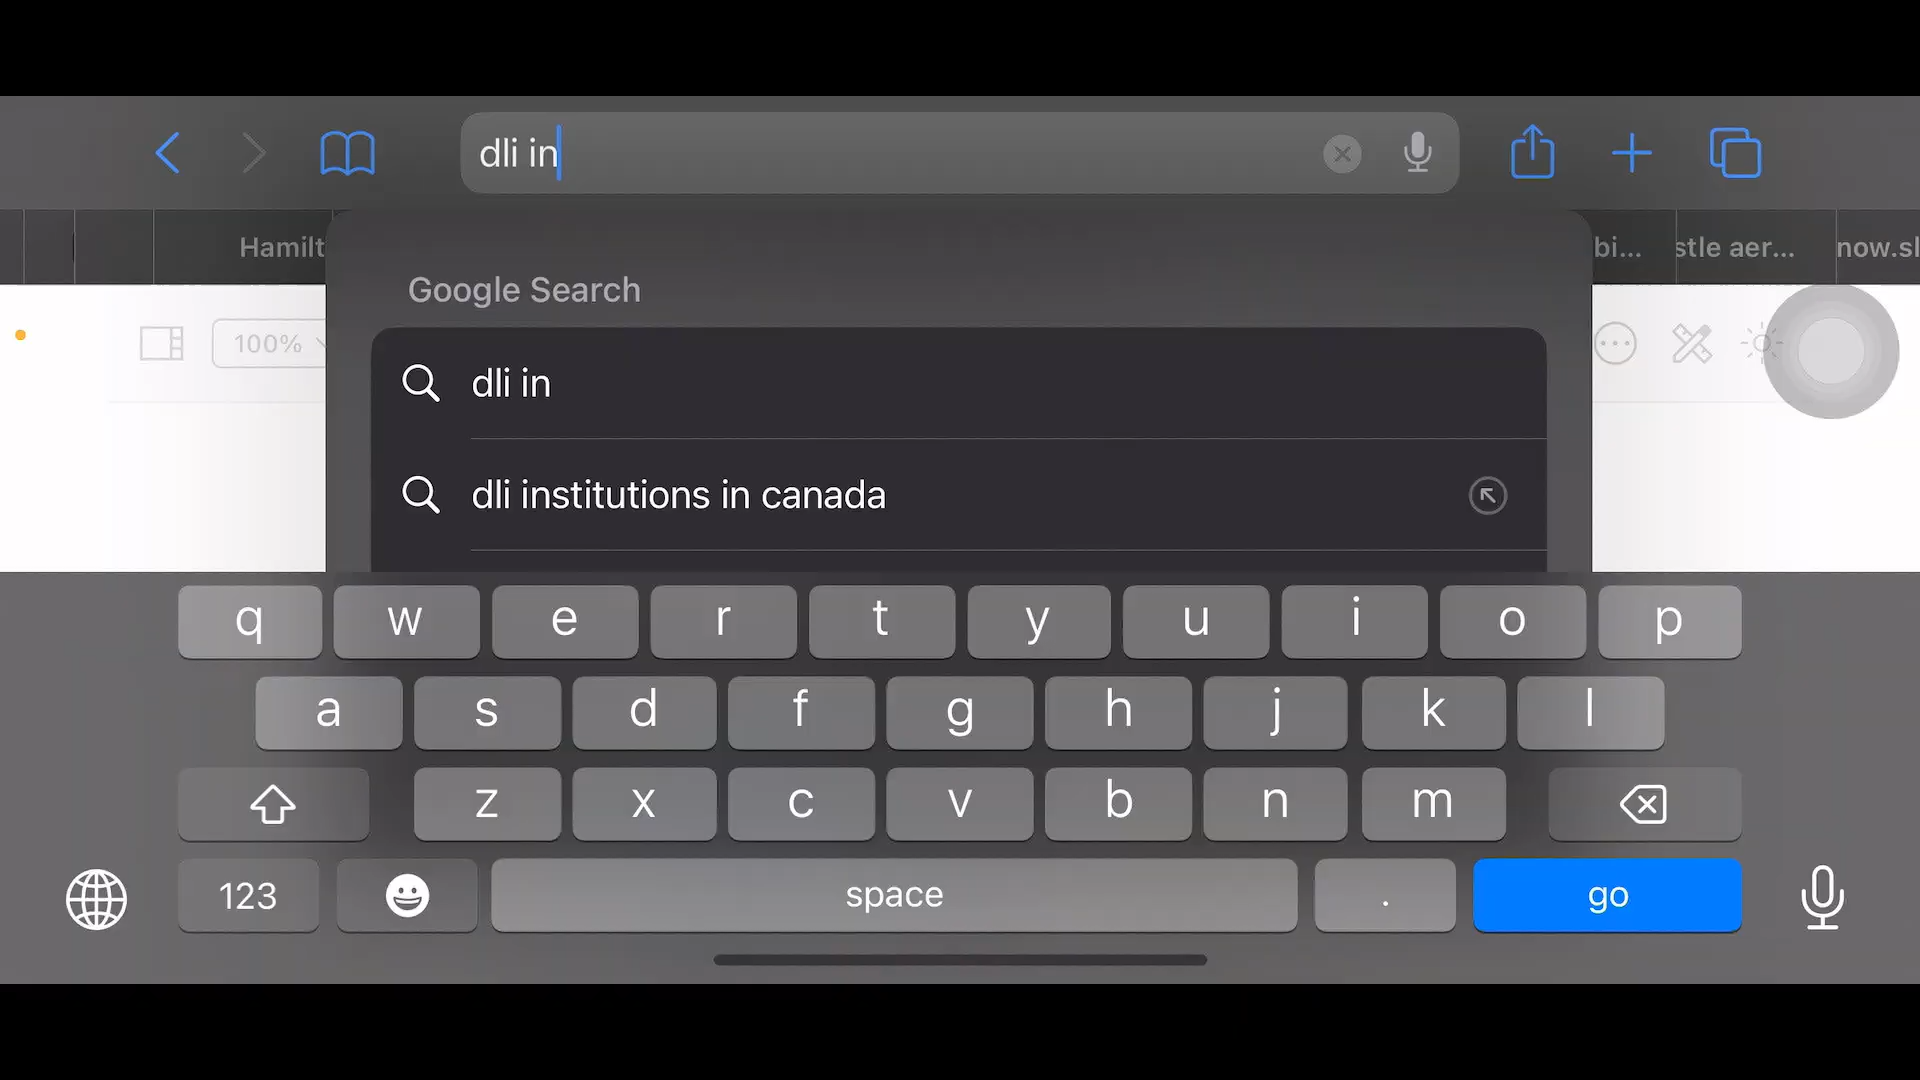 dli in
Hamilt
bi...
stle aer...
now.sl
Google Search
100%
dli in
dli institutions in canada
q w e r t y u i o p
a s d f g h j k l
z x c v b n m
123 space . go